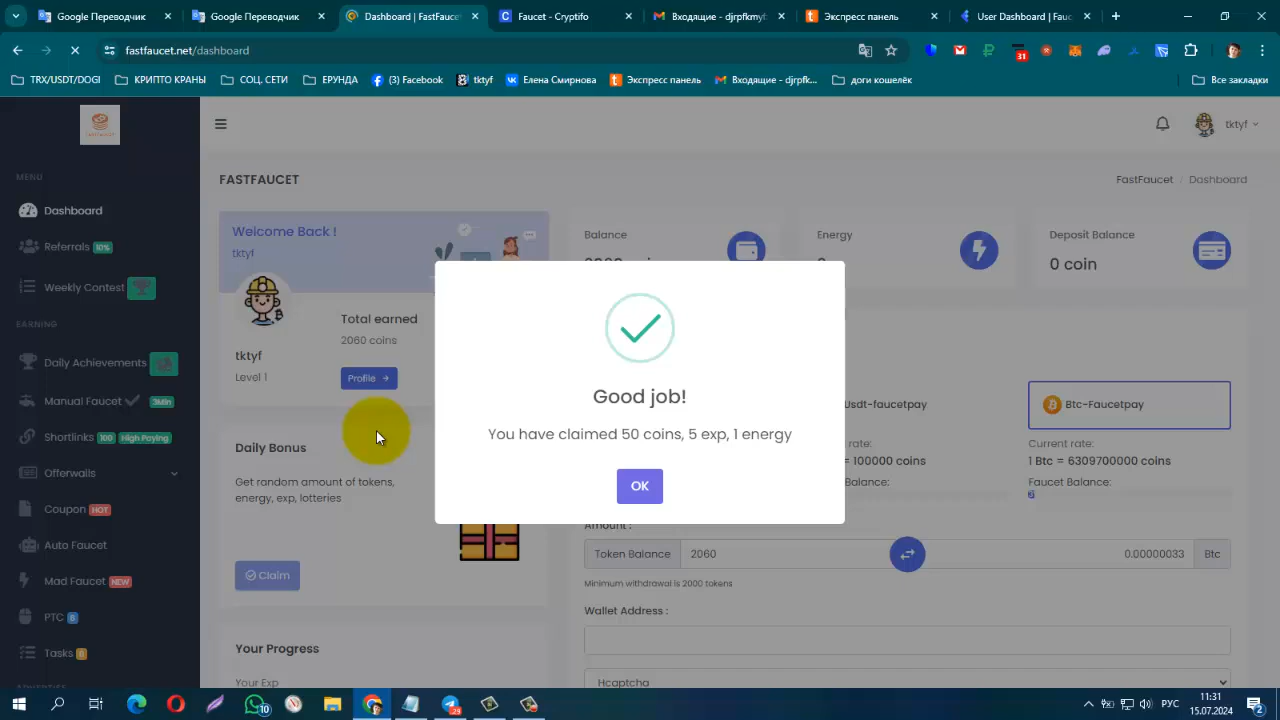 Google Переводчик
Google Переводчик
Dashboard | FastFaucet
Faucet - Cryptifo
Входящие - djrpfkmyf
Экспресс панель
User Dashboard | Fauc
fastfaucet.net/dashboard
31
TRX/USDT/DOGI
КРИПТО КРАНЫ
СОЦ. СЕТИ
ЕРУНДА
(3) Facebook
tktyf
Елена Смирнова
Экспресс панель
Входящие - djrpfk...
доги кошелёк
Все закладки
tktyf
MENU
Dashboard
Referrals 10%
Weekly Contest
EARNING
Daily Achievements
Manual Faucet 3Min
Shortlinks 100 High Paying
Offerwalls
Coupon HOT
Auto Faucet
Mad Faucet NEW
PTC 6
Tasks 6
FASTFAUCET
FastFaucet / Dashboard
Welcome Back !
tktyf
Total earned
2060 coins
tktyf
Level 1
Profile
Balance
Energy
Deposit Balance
0 coin
Daily Bonus
Get random amount of tokens,
energy, exp, lotteries
Claim
Your Progress
Your Exp
Good job!
You have claimed 50 coins, 5 exp, 1 energy
OK
Usdt-faucetpay
rate:
= 100000 coins
Balance:
Btc-Faucetpay
Current rate:
1 Btc = 6309700000 coins
Faucet Balance:
Amount :
Token Balance 2060
0.00000033 Btc
Minimum withdrawal is 2000 tokens
Wallet Address :
Hcaptcha
10
24
РУС
11:31
15.07.2024
2